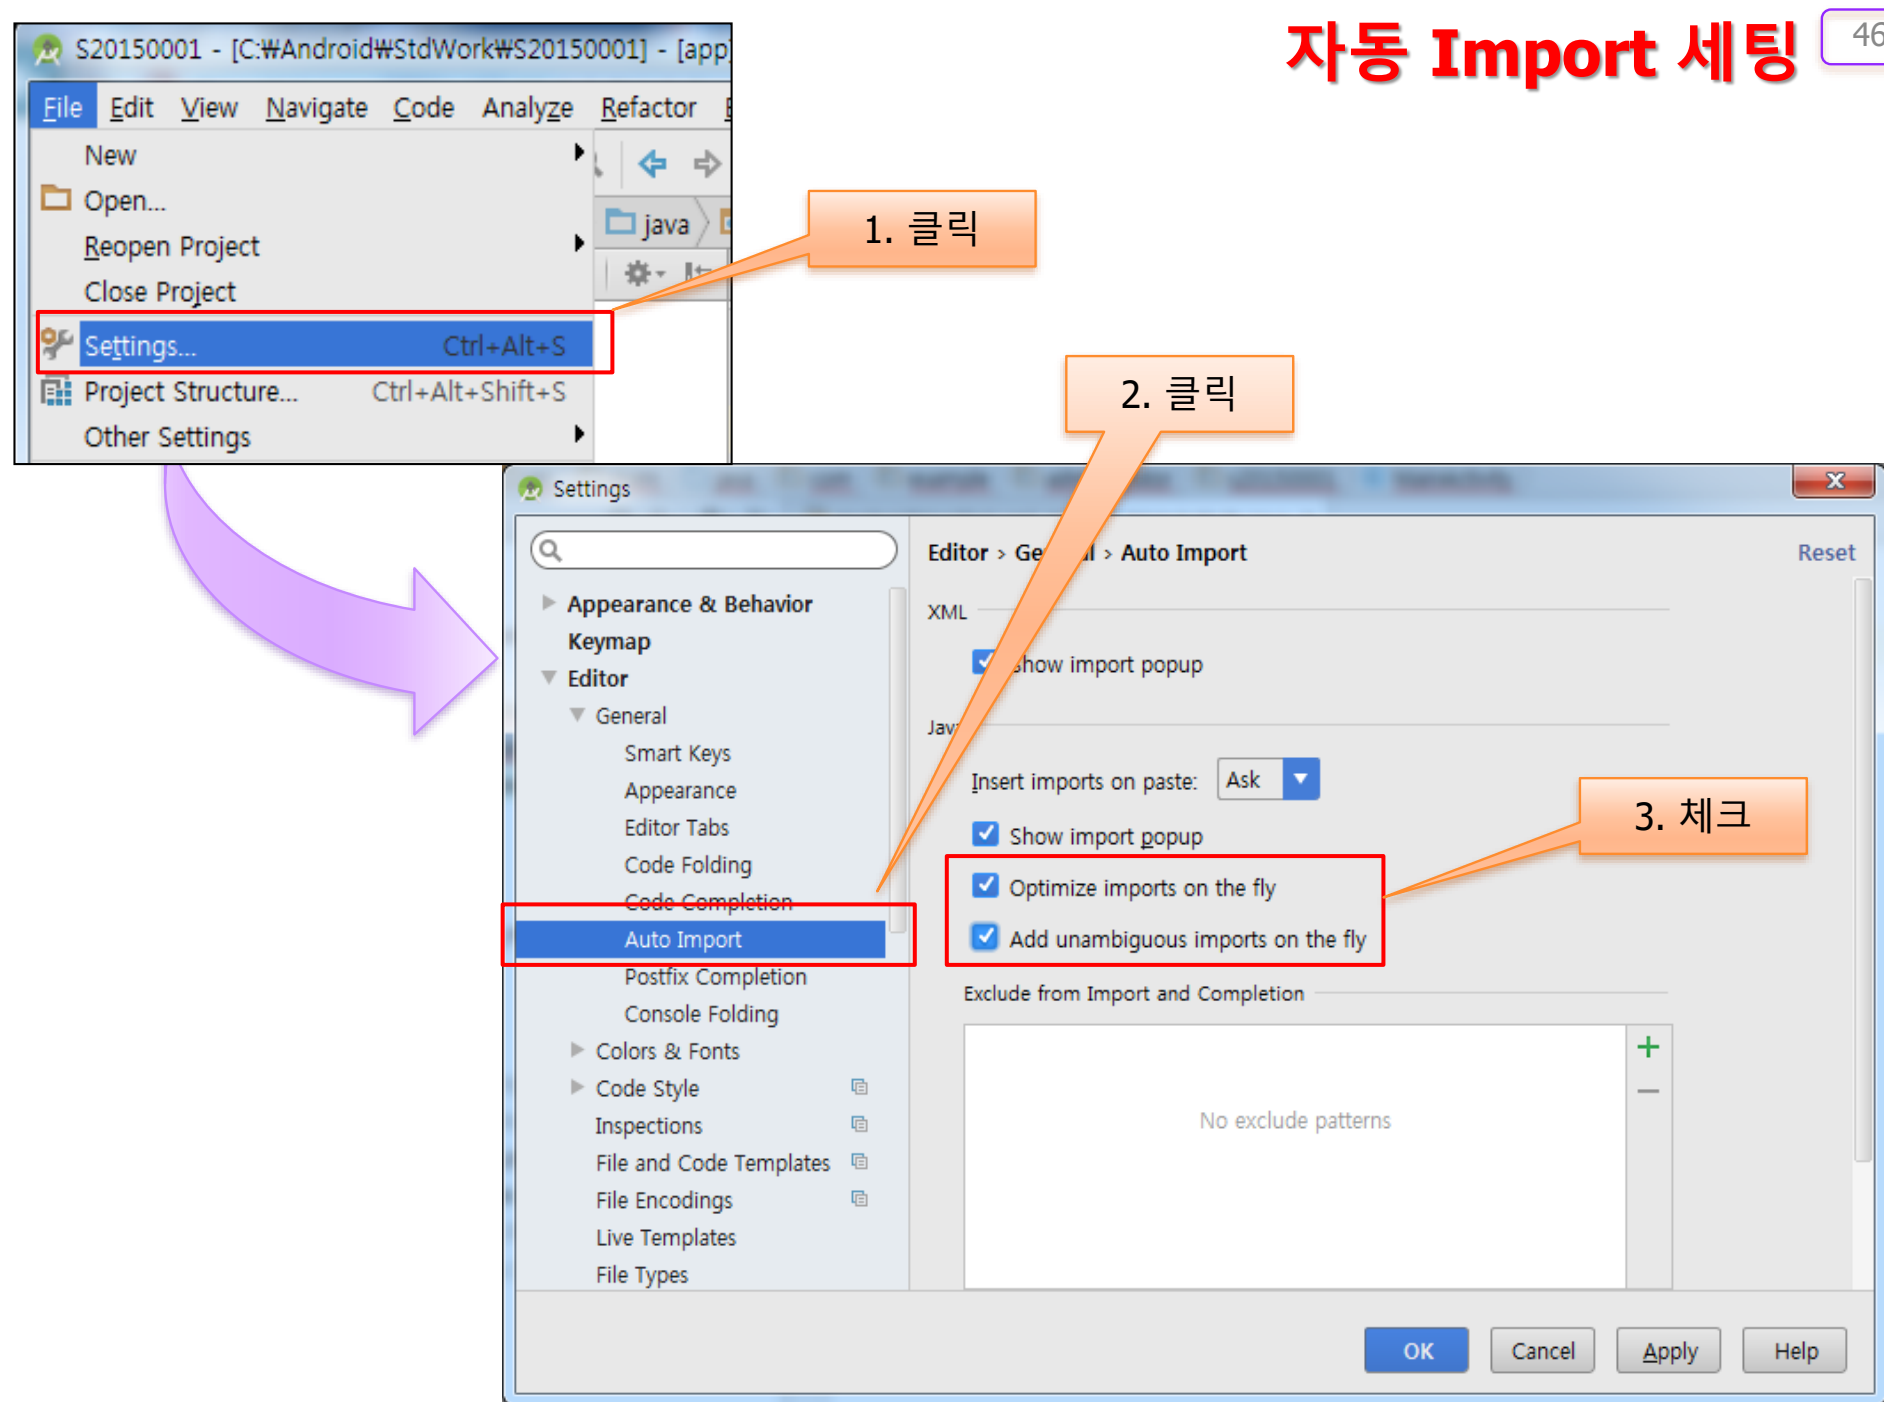 자동 Import 세팅
46
S20150001 - [C:₩Android₩StdWork₩S20150001] - [app]
File Edit View Navigate Code Analyze Refactor
New
Open...
Reopen Project
Close Project
Settings... Ctrl+Alt+S
Project Structure... Ctrl+Alt+Shift+S
Other Settings
java
1. 클릭
2. 클릭
3. 체크
Settings
Appearance & Behavior
Keymap
Editor
General
Smart Keys
Appearance
Editor Tabs
Code Folding
Code Completion
Auto Import
Postfix Completion
Console Folding
Colors & Fonts
Code Style
Inspections
File and Code Templates
File Encodings
Live Templates
File Types
Editor › General › Auto Import
Reset
XML
Show import popup
Java
Insert imports on paste: Ask
Show import popup
Optimize imports on the fly
Add unambiguous imports on the fly
Exclude from Import and Completion
No exclude patterns
OK Cancel Apply Help